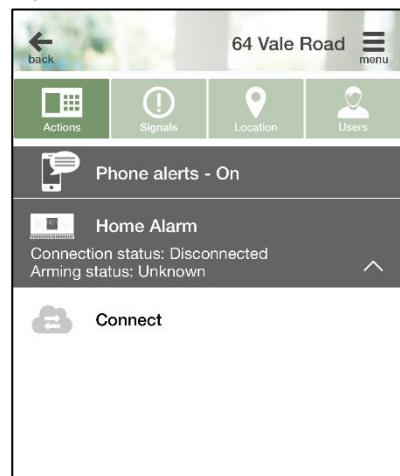 64 Vale Road
back
menu
Actions
Signals
Location
Users
Phone alerts - On
Home Alarm
Connection status: Disconnected
Arming status: Unknown
Connect